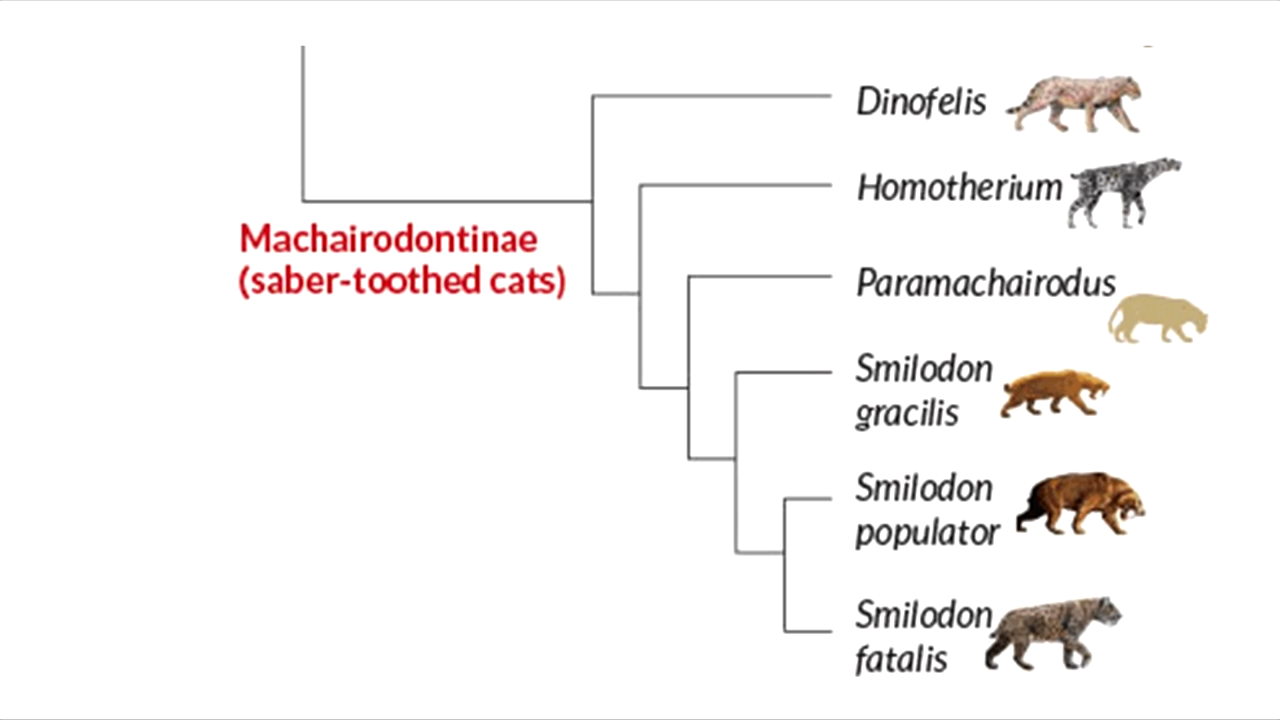 Dinofelis
Homotherium
Machairodontinae
(saber-toothed cats)
Paramachairodus
Smilodon
gracilis
Smilodon
populator
Smilodon
fatalis